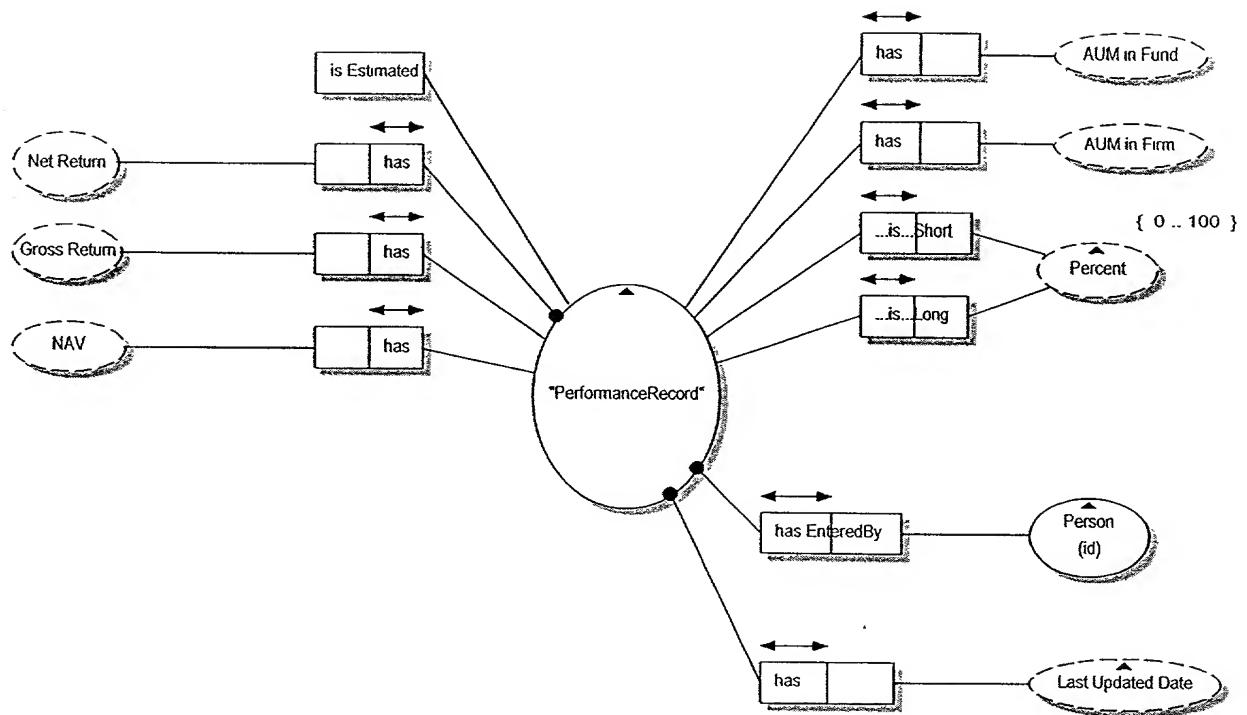 is Estimated
has
AUM in Fund
Net Return
has
has
AUM in Firm
Gross Return
has
...is...Short
{ 0 .. 100 }
Percent
NAV
has
...is...Long
"PerformanceRecord"
has EnteredBy
Person
(id)
has
Last Updated Date